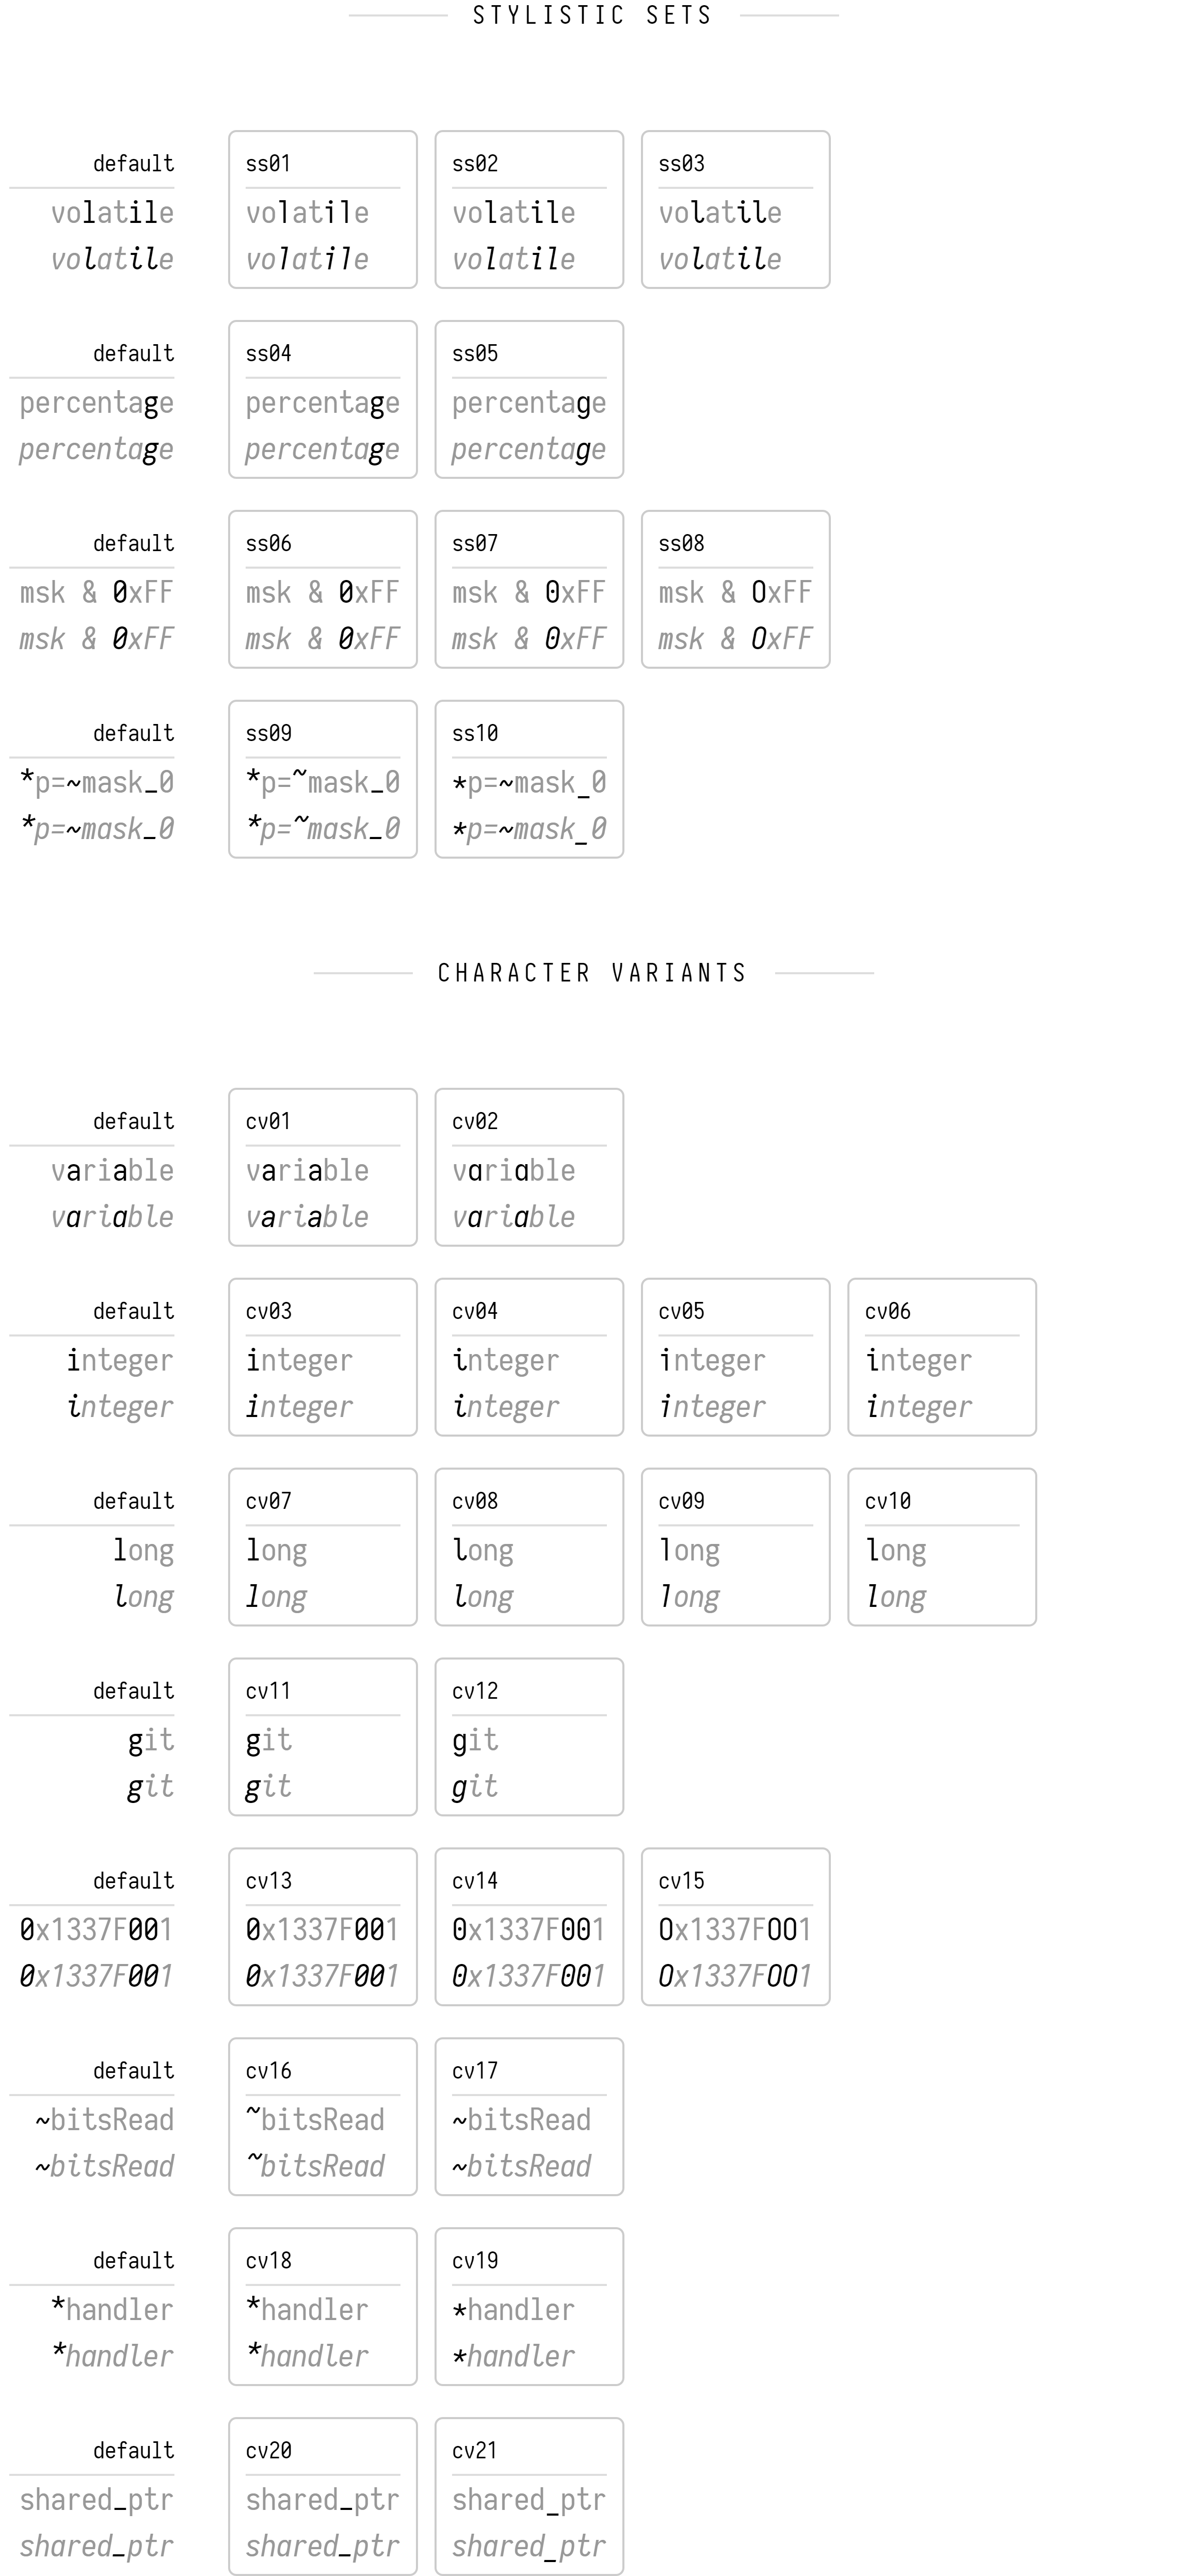 STYLISTIC SETS
default ss01 ss02 ss03
volatile volatile volatile volatile
volatile volatile volatile volatile
default ss04 ss05
percentage percentage percentage
percentage percentage percentage
default ss06 ss07 ss08
msk & 0xFF msk & 0xFF msk & 0xFF msk & 0xFF
msk & 0xFF msk & 0xFF msk & 0xFF msk & 0xFF
default ss09 ss10
*p=~mask_0 *p=~mask_0 *p=~mask_0
*p=~mask_0 *p=~mask_0 *p=~mask_0
CHARACTER VARIANTS
default cv01 cv02
variable variable variable
variable variable variable
default cv03 cv04 cv05 cv06
integer integer integer integer integer
integer integer integer integer integer
default cv07 cv08 cv09 cv10
long long long long long
long long long long long
default cv11 cv12
git git git
git git git
default cv13 cv14 cv15
0x1337F001 0x1337F001 0x1337F001 0x1337F001
0x1337F001 0x1337F001 0x1337F001 0x1337F001
default cv16 cv17
~bitsRead ~bitsRead ~bitsRead
~bitsRead ~bitsRead ~bitsRead
default cv18 cv19
*handler *handler *handler
*handler *handler *handler
default cv20 cv21
shared_ptr shared_ptr shared_ptr
shared_ptr shared_ptr shared_ptr